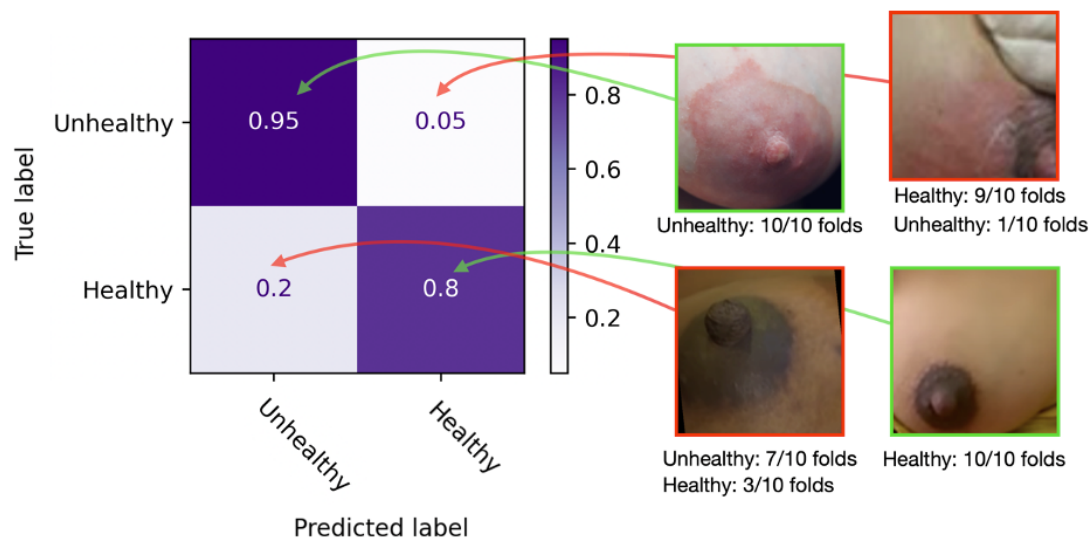 True label
Unhealthy
Healthy
0.95
0.05
0.2
0.8
Unhealthy
Healthy
Predicted label
0.8
0.6
0.4
0.2
Unhealthy: 10/10 folds
Healthy: 9/10 folds
Unhealthy: 1/10 folds
Unhealthy: 7/10 folds
Healthy: 3/10 folds
Healthy: 10/10 folds